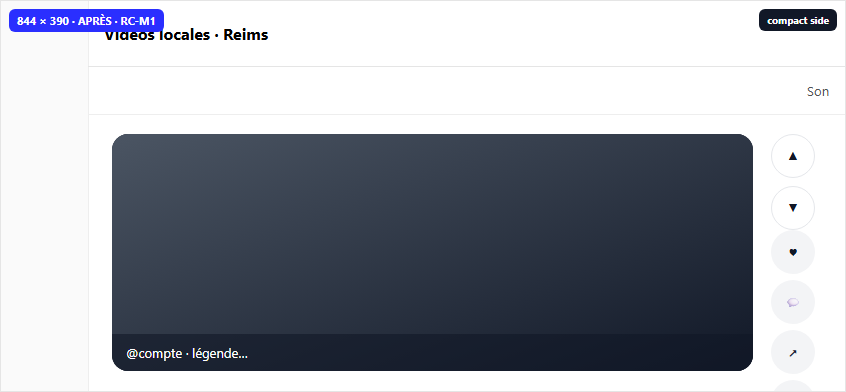 844 × 390 · APRÈS · RC-M1
compact side
Vidéos locales · Reims
Son
@compte · légende...